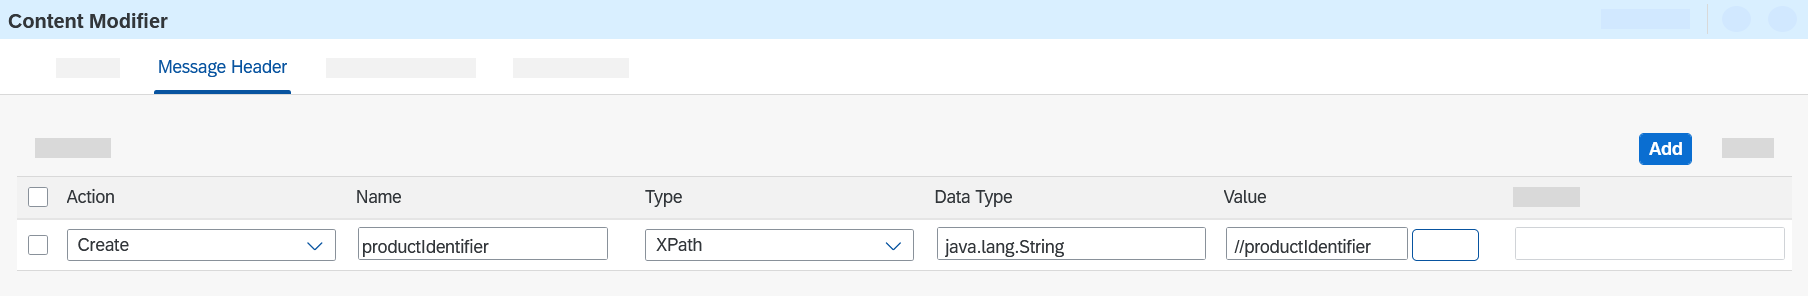 Content Modifier
Message Header
Add
Action Name Type Data Type Value
Create productIdentifier XPath java.lang.String //productIdentifier